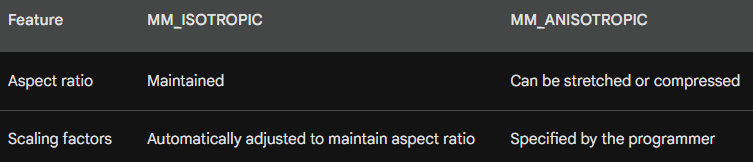 Feature MM_ISOTROPIC MM_ANISOTROPIC
Aspect ratio Maintained Can be stretched or compressed
Scaling factors Automatically adjusted to maintain aspect ratio Specified by the programmer